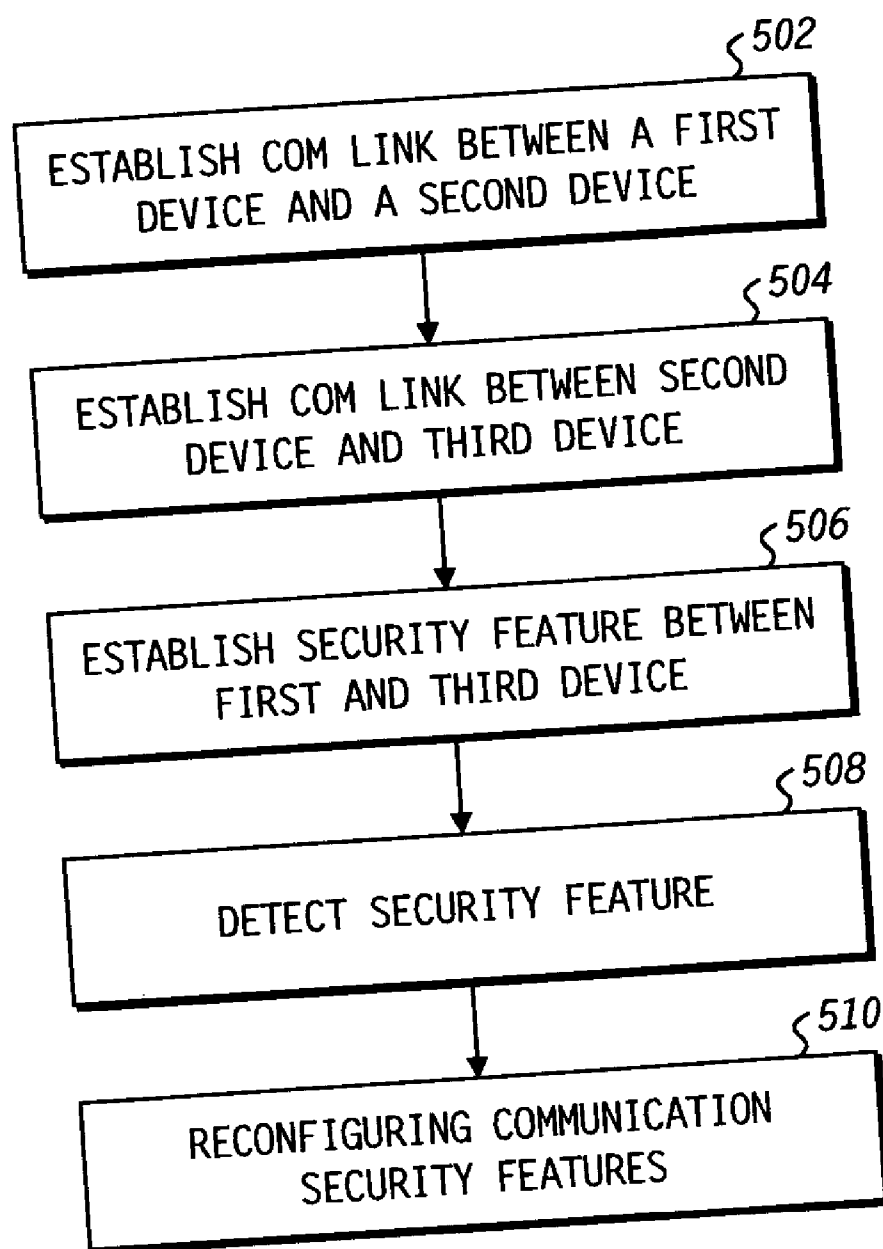 502
ESTABLISH COM LINK BETWEEN A FIRST
DEVICE AND A SECOND DEVICE
504
ESTABLISH COM LINK BETWEEN SECOND
DEVICE AND THIRD DEVICE
506
ESTABLISH SECURITY FEATURE BETWEEN
FIRST AND THIRD DEVICE
508
DETECT SECURITY FEATURE
510
RECONFIGURING COMMUNICATION
SECURITY FEATURES